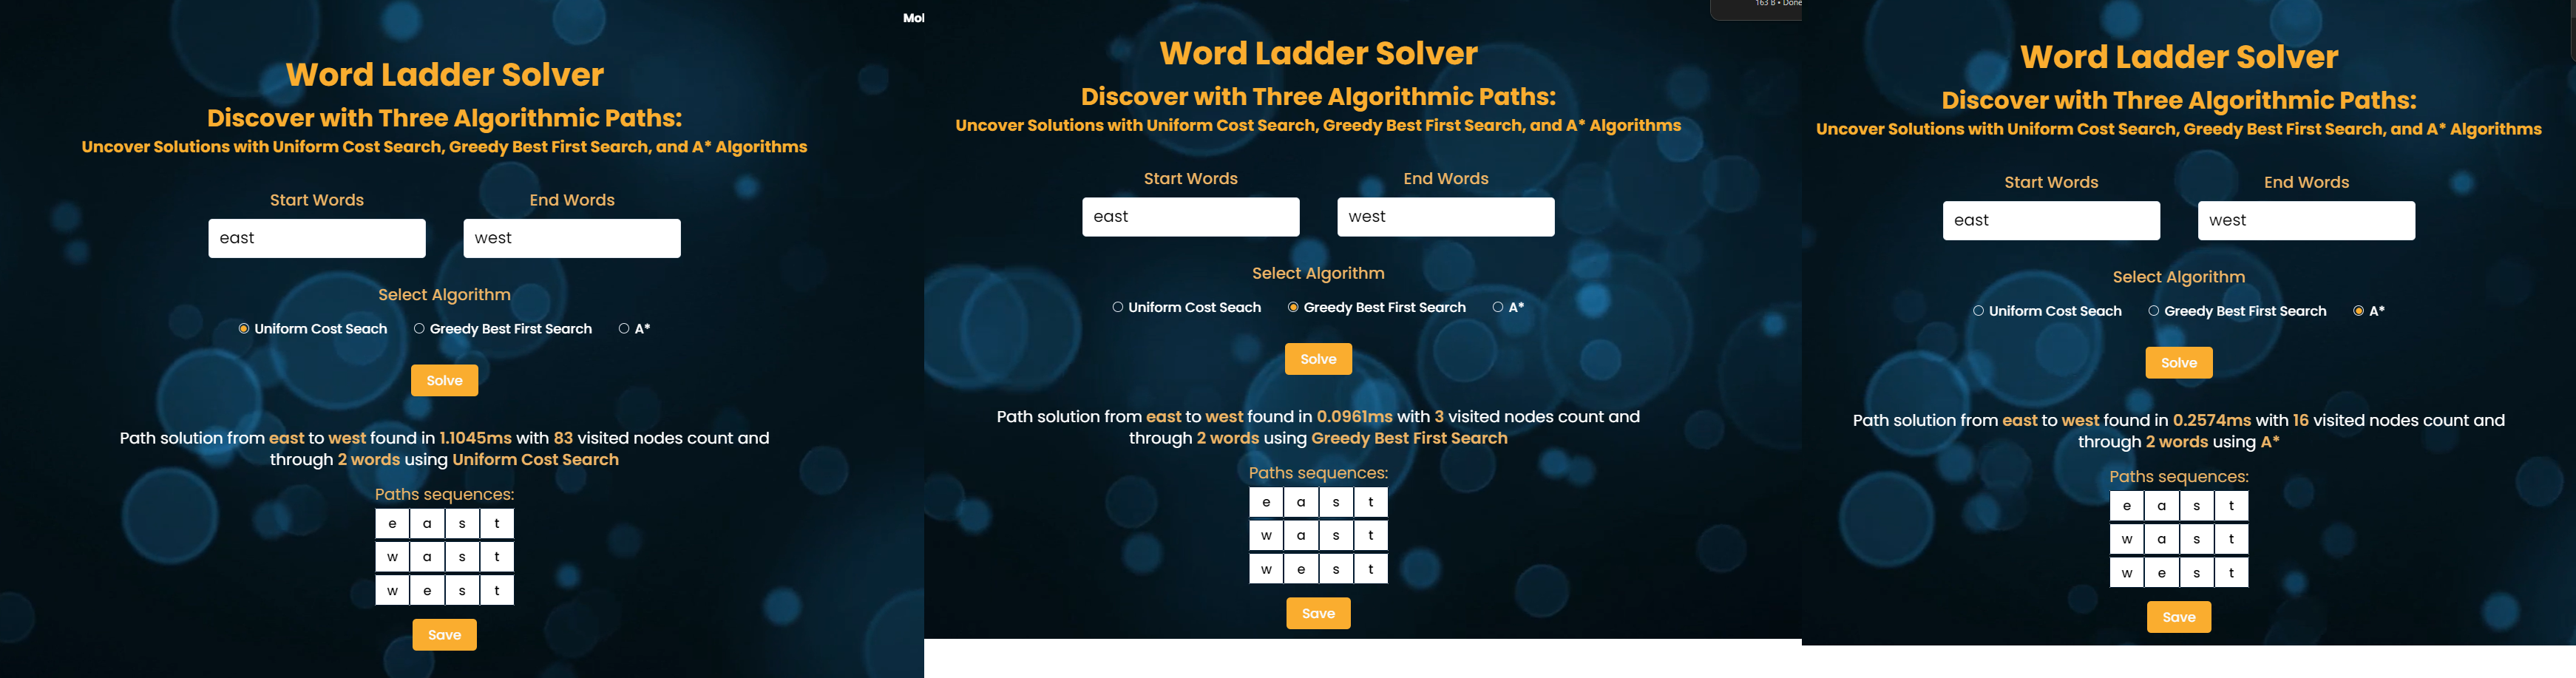 Mol
Word Ladder Solver
Discover with Three Algorithmic Paths:
Uncover Solutions with Uniform Cost Search, Greedy Best First Search, and A* Algorithms
Start Words End Words
east west
Select Algorithm
Uniform Cost Seach Greedy Best First Search A*
Solve
Path solution from east to west found in 1.1045ms with 83 visited nodes count and
through 2 words using Uniform Cost Search
Paths sequences:
e a s t
w a s t
w e s t
Save
163 B • Done
Word Ladder Solver
Discover with Three Algorithmic Paths:
Uncover Solutions with Uniform Cost Search, Greedy Best First Search, and A* Algorithms
Start Words End Words
east west
Select Algorithm
Uniform Cost Seach Greedy Best First Search A*
Solve
Path solution from east to west found in 0.0961ms with 3 visited nodes count and
through 2 words using Greedy Best First Search
Paths sequences:
e a s t
w a s t
w e s t
Save
Word Ladder Solver
Discover with Three Algorithmic Paths:
Uncover Solutions with Uniform Cost Search, Greedy Best First Search, and A* Algorithms
Start Words End Words
east west
Select Algorithm
Uniform Cost Seach Greedy Best First Search A*
Solve
Path solution from east to west found in 0.2574ms with 16 visited nodes count and
through 2 words using A*
Paths sequences:
e a s t
w a s t
w e s t
Save